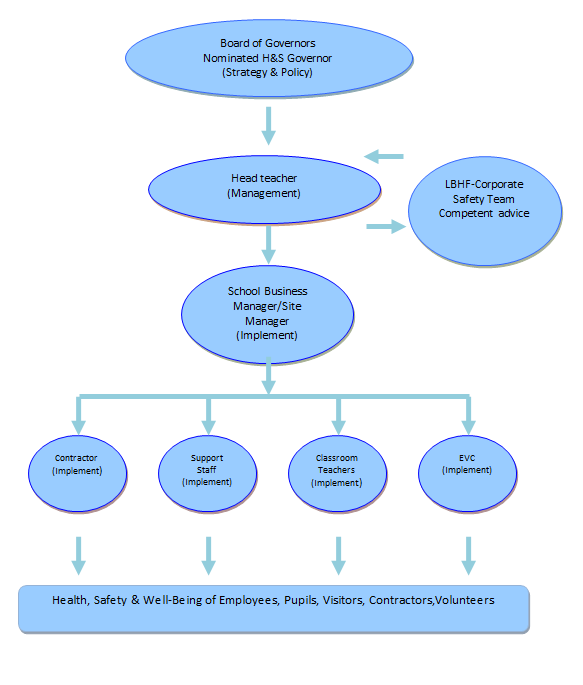 Board of Governors
Nominated H&S Governor
(Strategy & Policy)
Head teacher
(Management)
LBHF-Corporate
Safety Team
Competent advice
School Business
Manager/Site
Manager
(Implement)
Contractor
(Implement)
Support
Staff
(Implement)
Classroom
Teachers
(Implement)
EVC
(Implement)
Health, Safety & Well-Being of Employees, Pupils, Visitors, Contractors,Volunteers